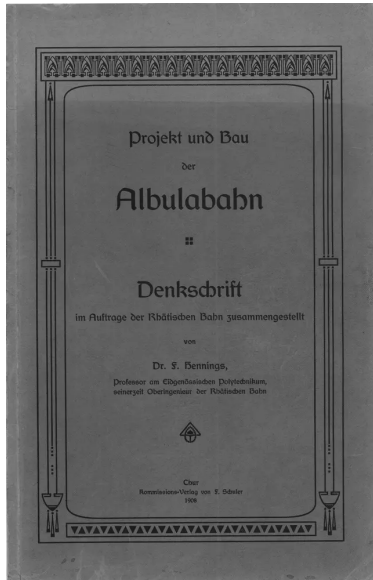 Projekt und Bau
der
Albulabahn
Denkschrift
im Auftrage der Rhätischen Bahn zusammengestellt
von
Dr. F. Hennings,
Professor am Eidgenössischen Polytechnikum,
seinerzeit Oberingenieur der Rhätischen Bahn
Chur
Kommissions-Verlag von F. Schuler
1908